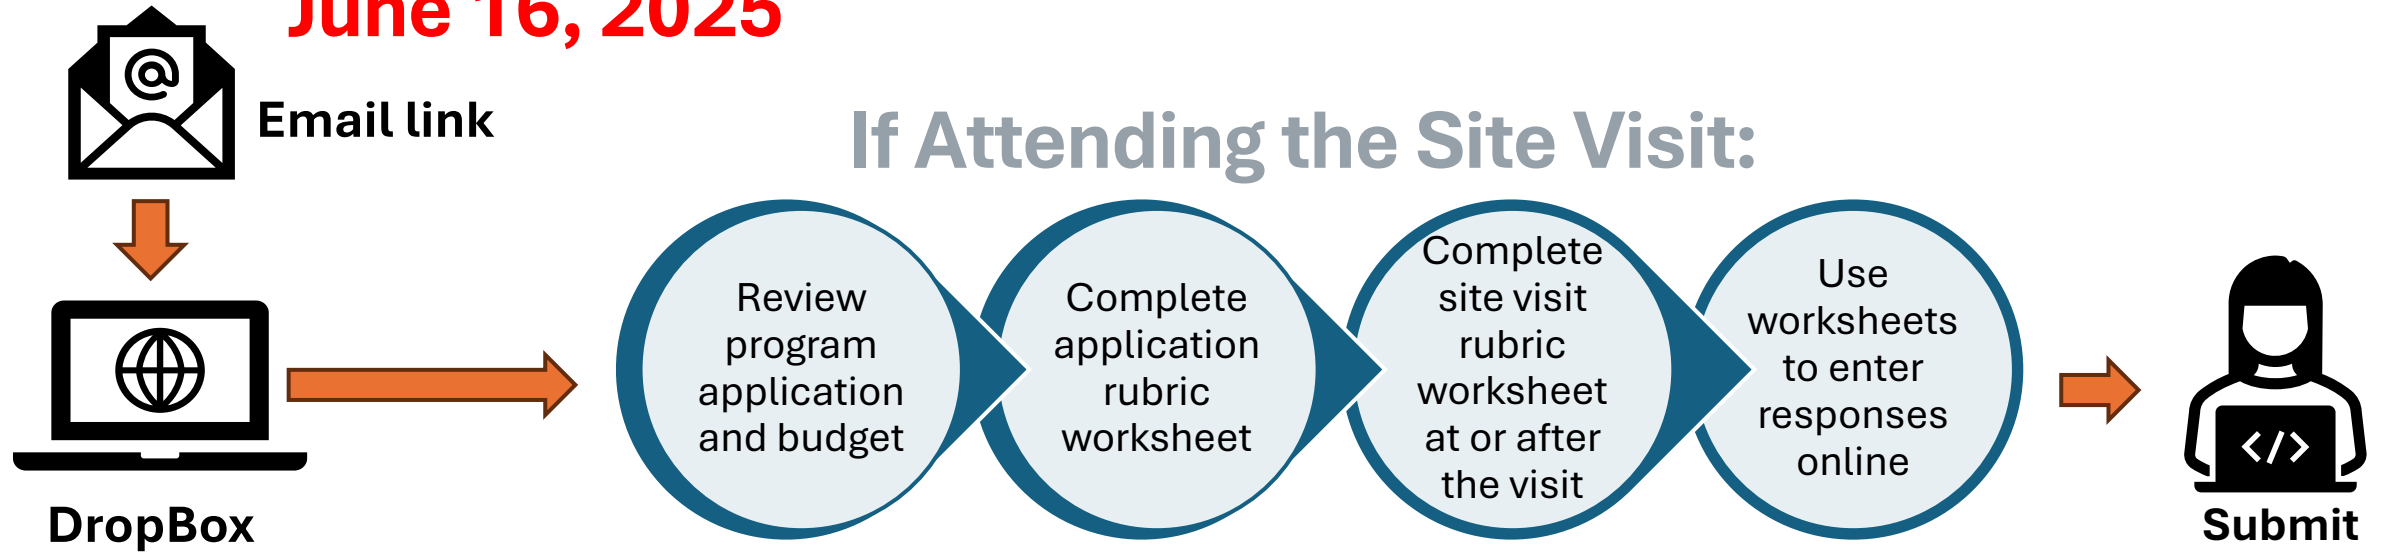 June 16, 2025
Email link
If Attending the Site Visit:
Review
program
application
and budget
Complete
application
rubric
worksheet
Complete
site visit
rubric
worksheet
at or after
the visit
Use
worksheets
to enter
responses
online
DropBox
Submit